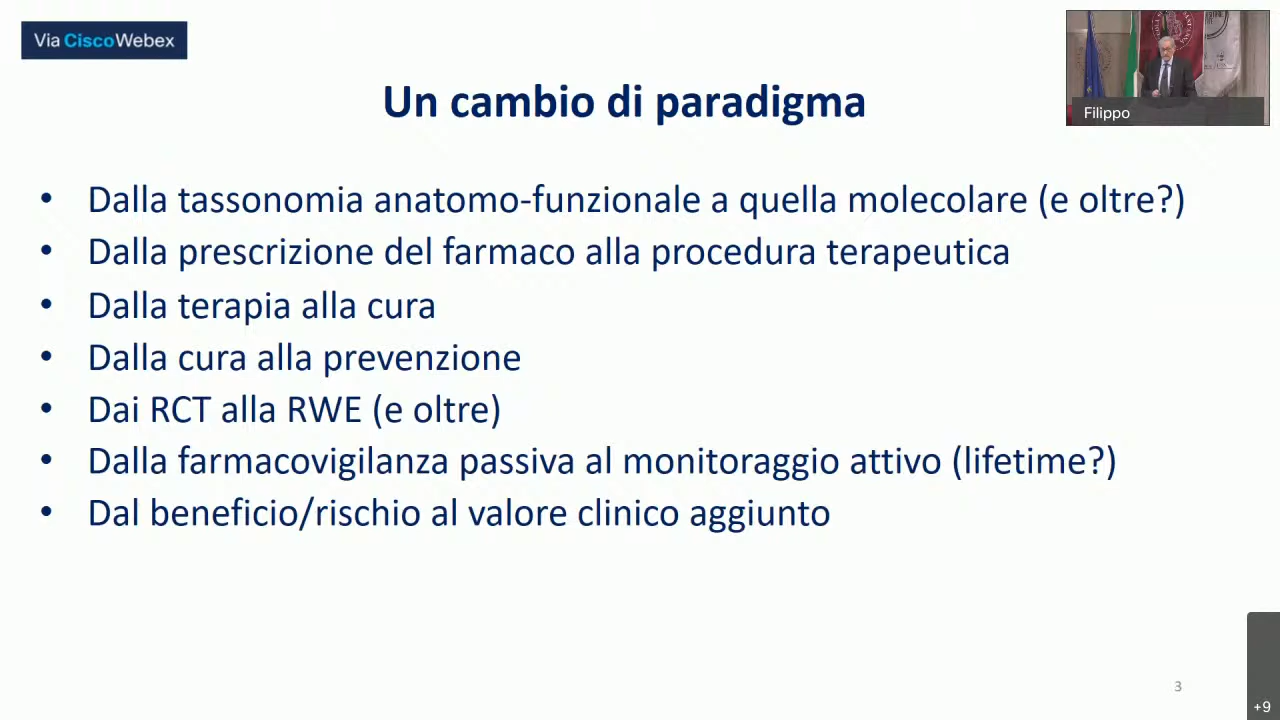 Via CiscoWebex
Un cambio di paradigma
Filippo
• Dalla tassonomia anatomo-funzionale a quella molecolare (e oltre?)
• Dalla prescrizione del farmaco alla procedura terapeutica
• Dalla terapia alla cura
• Dalla cura alla prevenzione
• Dai RCT alla RWE (e oltre)
• Dalla farmacovigilanza passiva al monitoraggio attivo (lifetime?)
• Dal beneficio/rischio al valore clinico aggiunto
3
+9